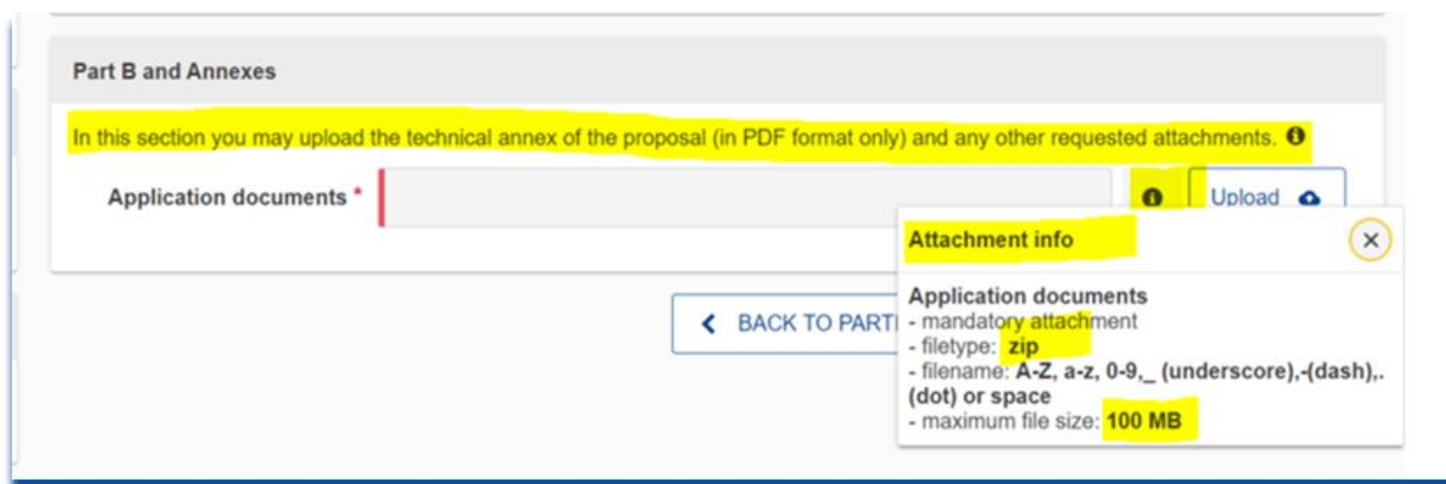 Part B and Annexes
In this section you may upload the technical annex of the proposal (in PDF format only) and any other requested attachments.
Application documents *
Upload
Attachment info
Application documents
- mandatory attachment
- filetype: zip
- filename: A-Z, a-z, 0-9,_ (underscore),-(dash),.
(dot) or space
- maximum file size: 100 MB
BACK TO PARTI